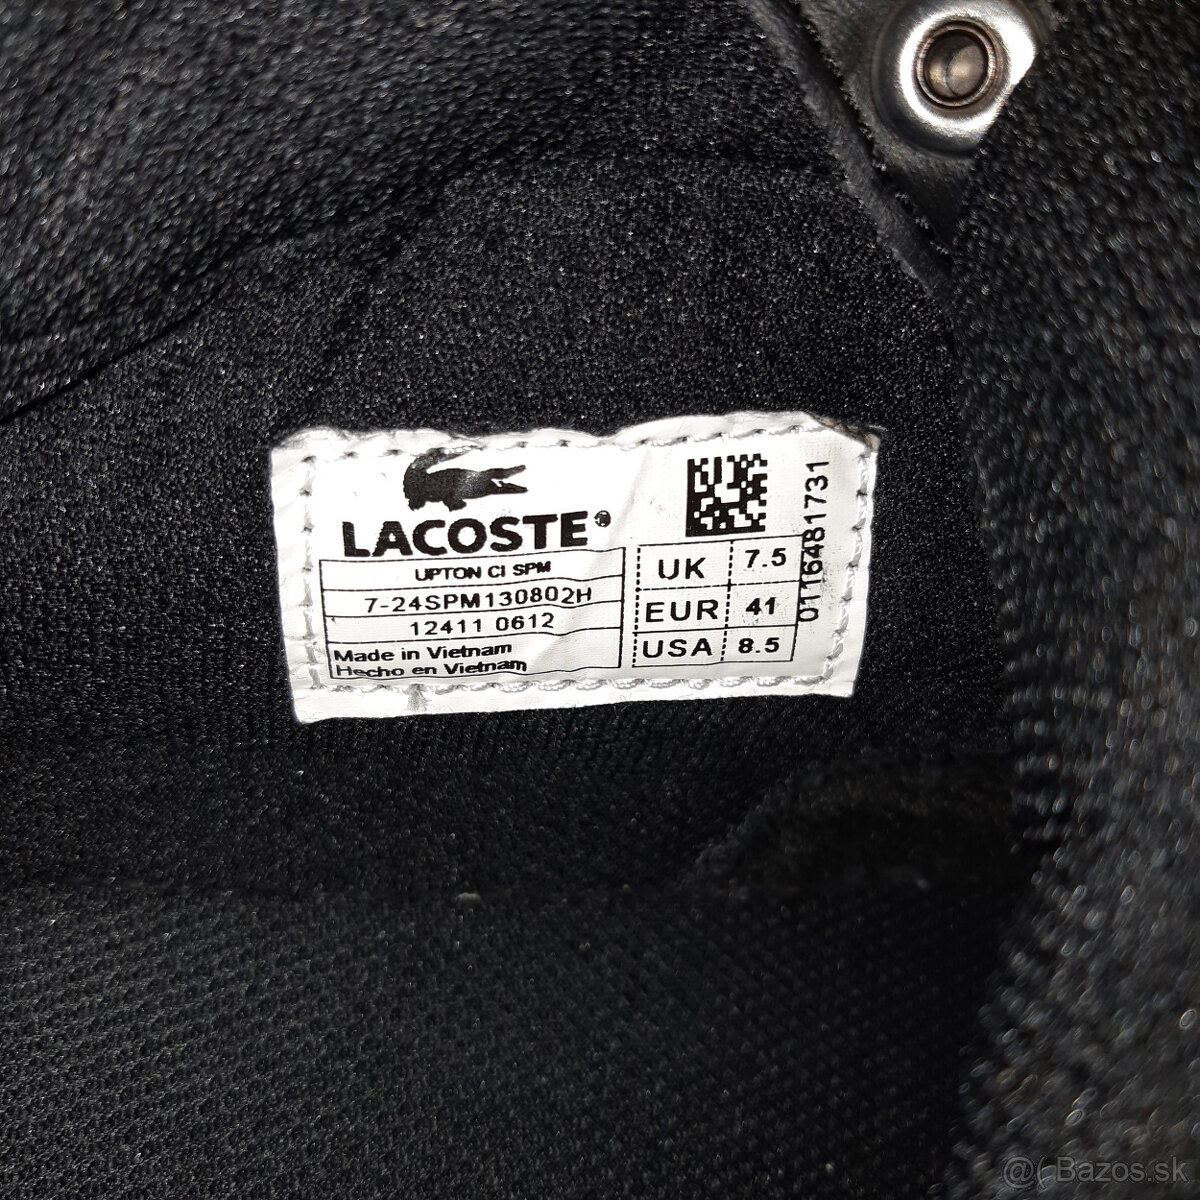 LACOSTE
UPTON CI SPM
7-24SPM130802H
12411 0612
Made in Vietnam
Hecho en Vietnam
UK 7.5
EUR 41
USA 8.5
0116481731
@ Bazos.sk